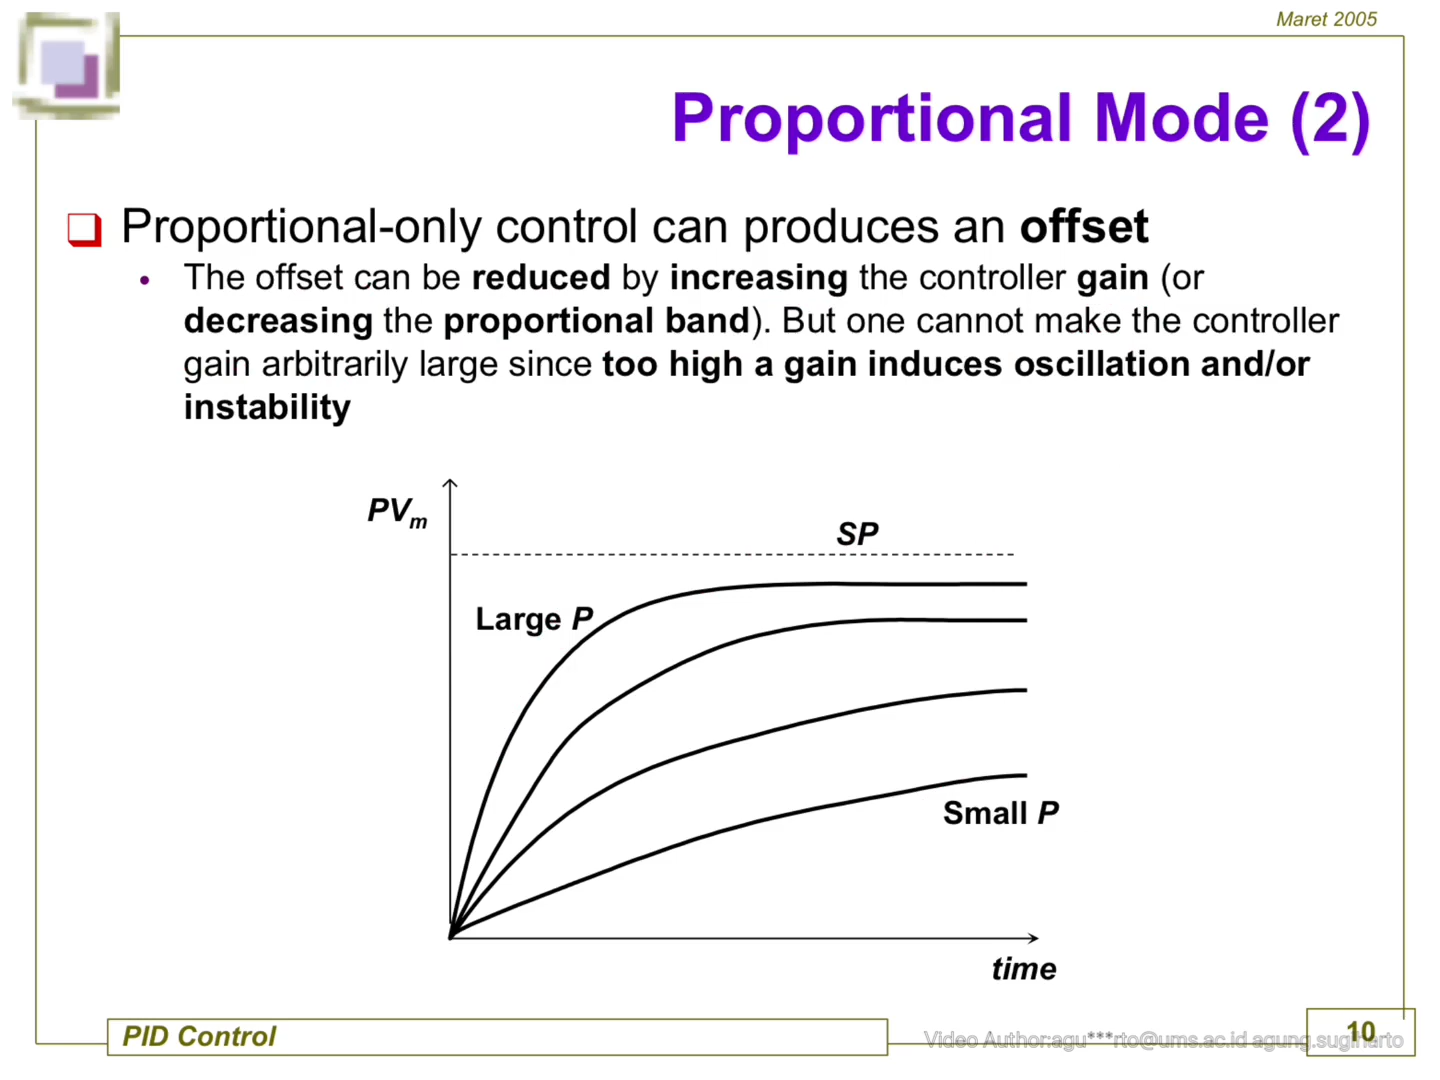 Maret 2005
Proportional Mode (2)
Proportional-only control can produces an offset
The offset can be reduced by increasing the controller gain (or
decreasing the proportional band). But one cannot make the controller
gain arbitrarily large since too high a gain induces oscillation and/or
instability
PVm
SP
Large P
Small P
time
PID Control
10
Video Author:agu***rto@ums.ac.id agung.sugiharto